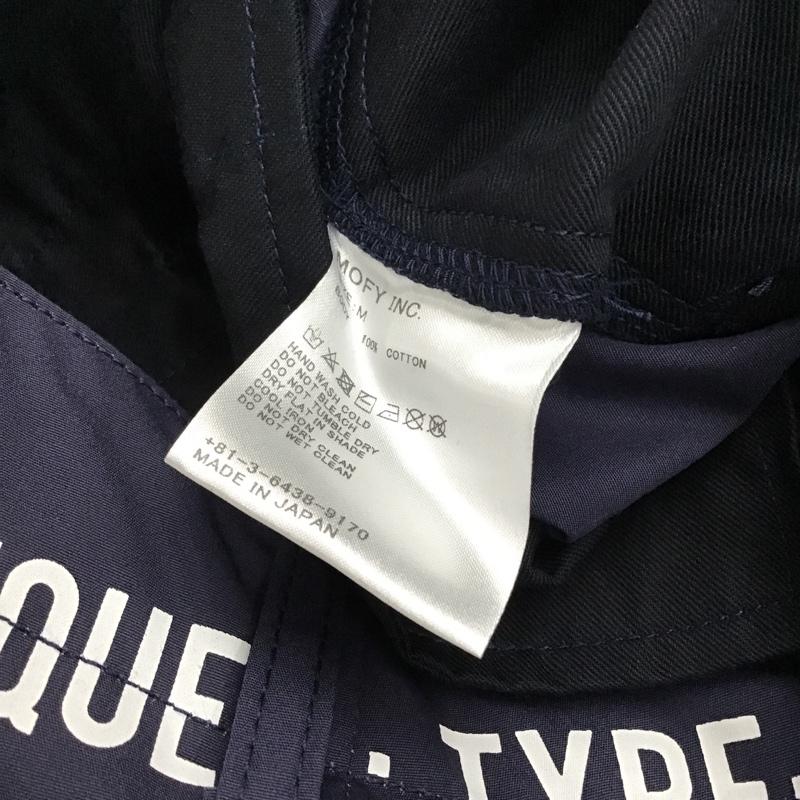 MOFY INC.
: M
100% COTTON
HAND WASH COLD
DO NOT BLEACH
DO NOT TUMBLE DRY
DRY FLAT IN SHADE
COOL IRON
DO NOT DRY CLEAN
DO NOT WET CLEAN
+81-3-6438-9170
MADE IN JAPAN
QUE · TYPE